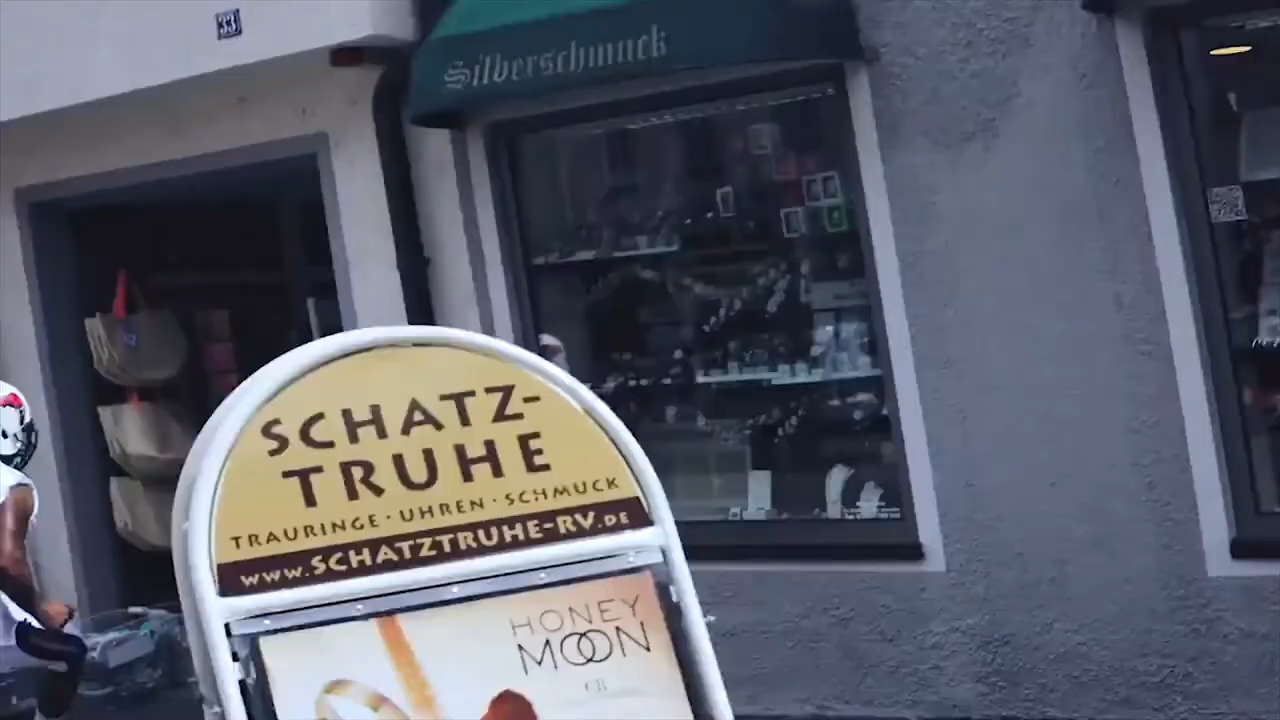 33
Silberschmuck
SCHATZ-
TRUHE
TRAURINGE · UHREN · SCHMUCK
WWW.SCHATZTRUHE-RV.DE
HONEY
MOON